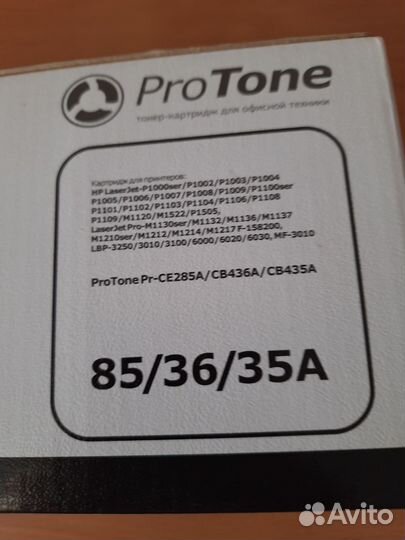 ProTone
тонер-картридж для офисной техники
Картридж для принтеров:
HP LaserJet-P1000ser/P1002/P1003/P1004
P1005/P1006/P1007/P1008/P1009/P1100ser
P1101/P1102/P1103/P1104/P1106/P1108
P1109/M1120/M1522/P1505,
LaserJet Pro-M1130ser/M1132/M1136/M1137
M1210ser/M1212/M1214/M1217 F-158200,
LBP-3250/3010/3100/6000/6020/6030, MF-3010
ProTone Pr-CE285A/CB436A/CB435A
85/36/35A
Avito